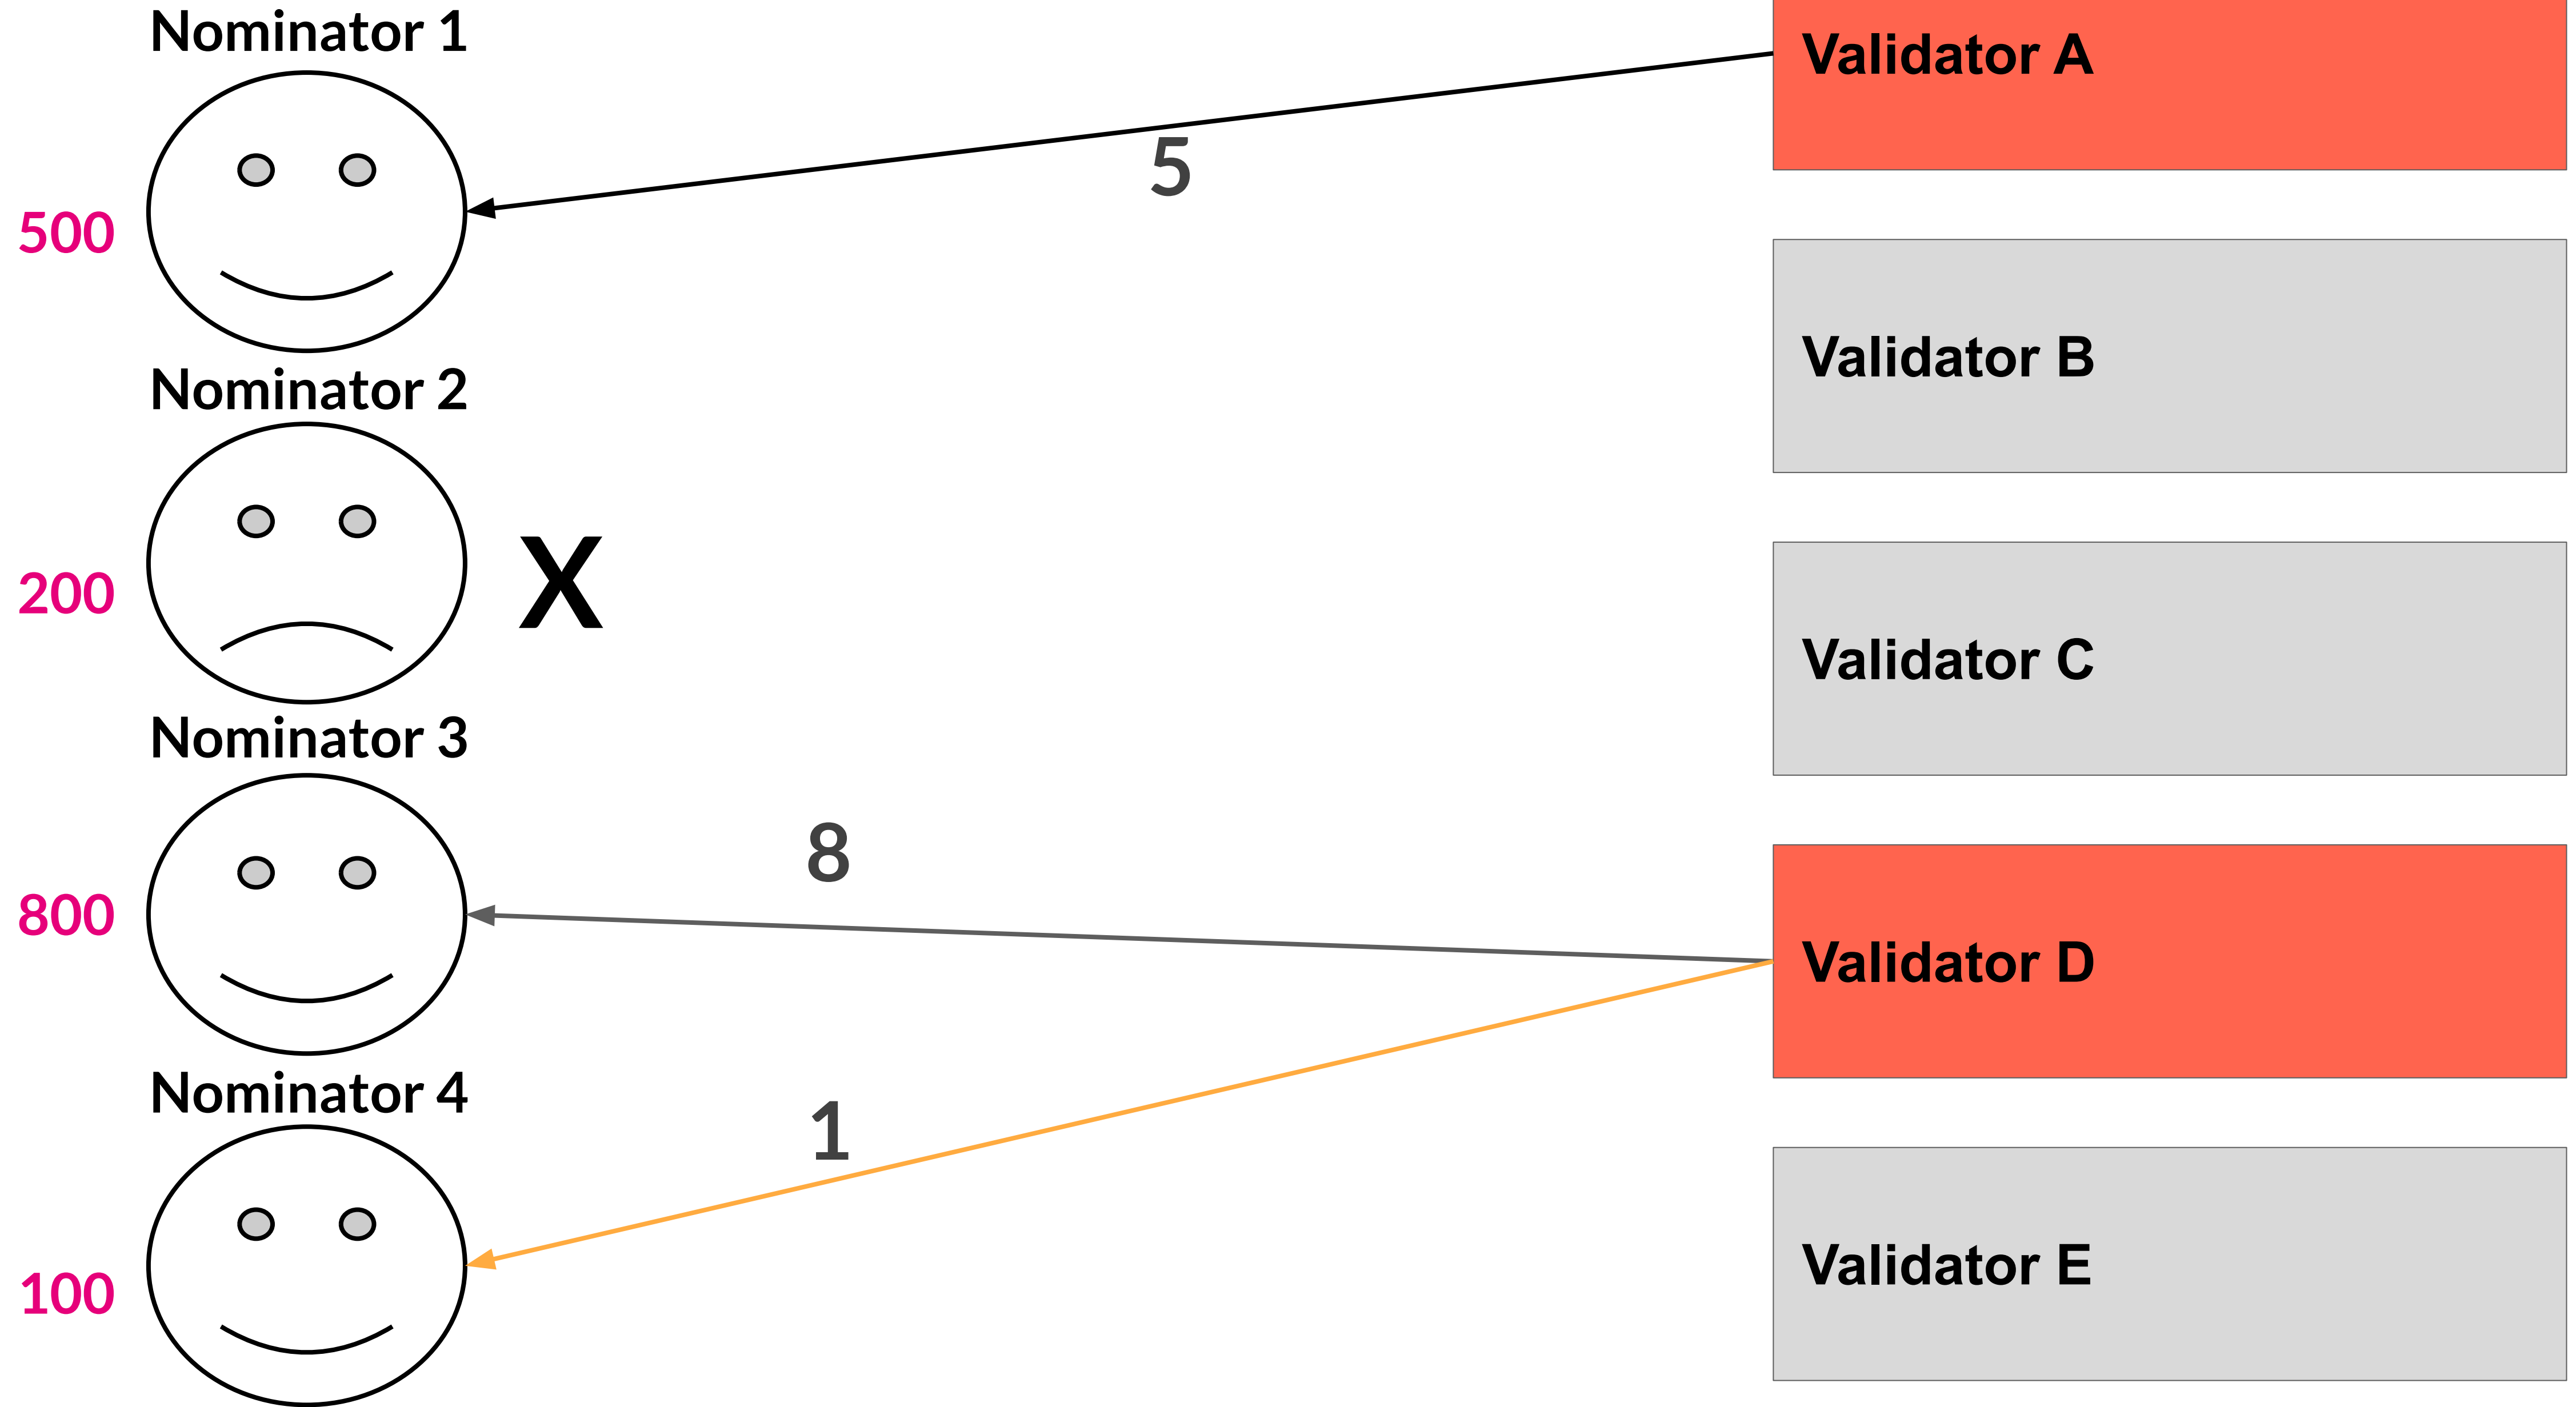 Nominator 1
Validator A
5
500
Validator B
Nominator 2
X
200
Validator C
Nominator 3
8
800
Validator D
Nominator 4
1
Validator E
100